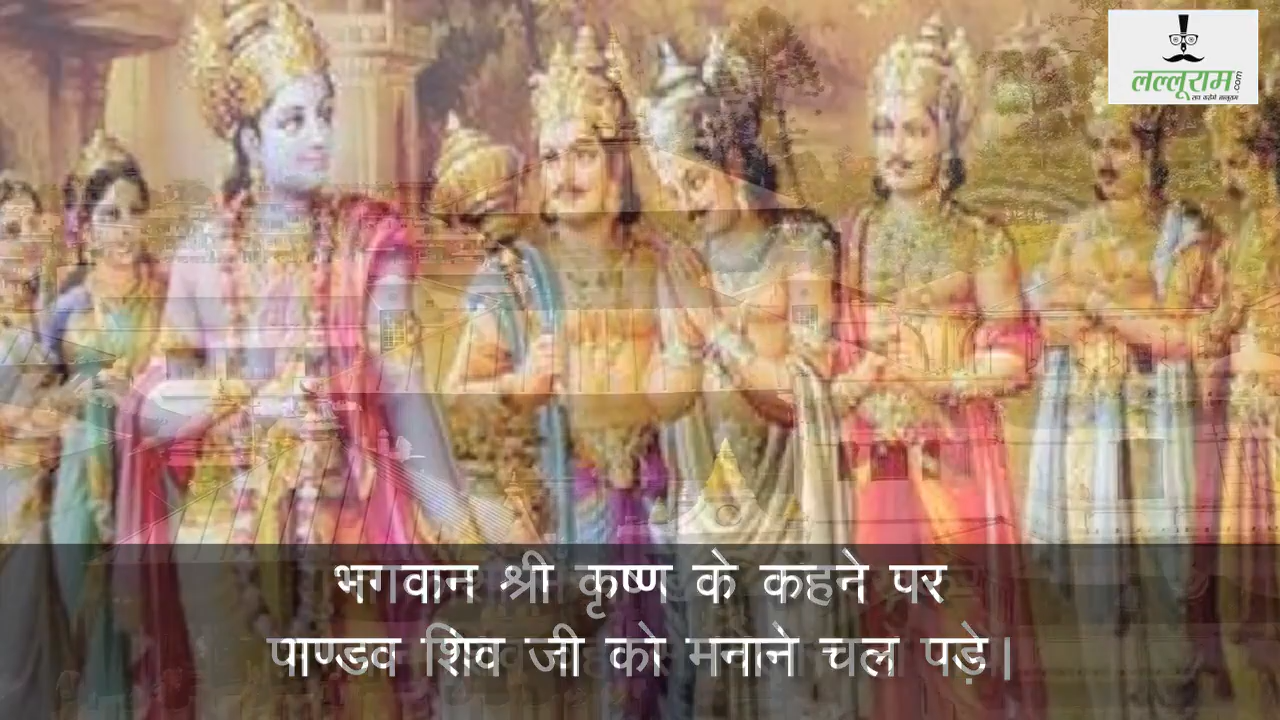 लल्लूराम.com
भगवान श्री कृष्ण के कहने पर
पाण्डव शिव जी को मनाने चल पड़े।